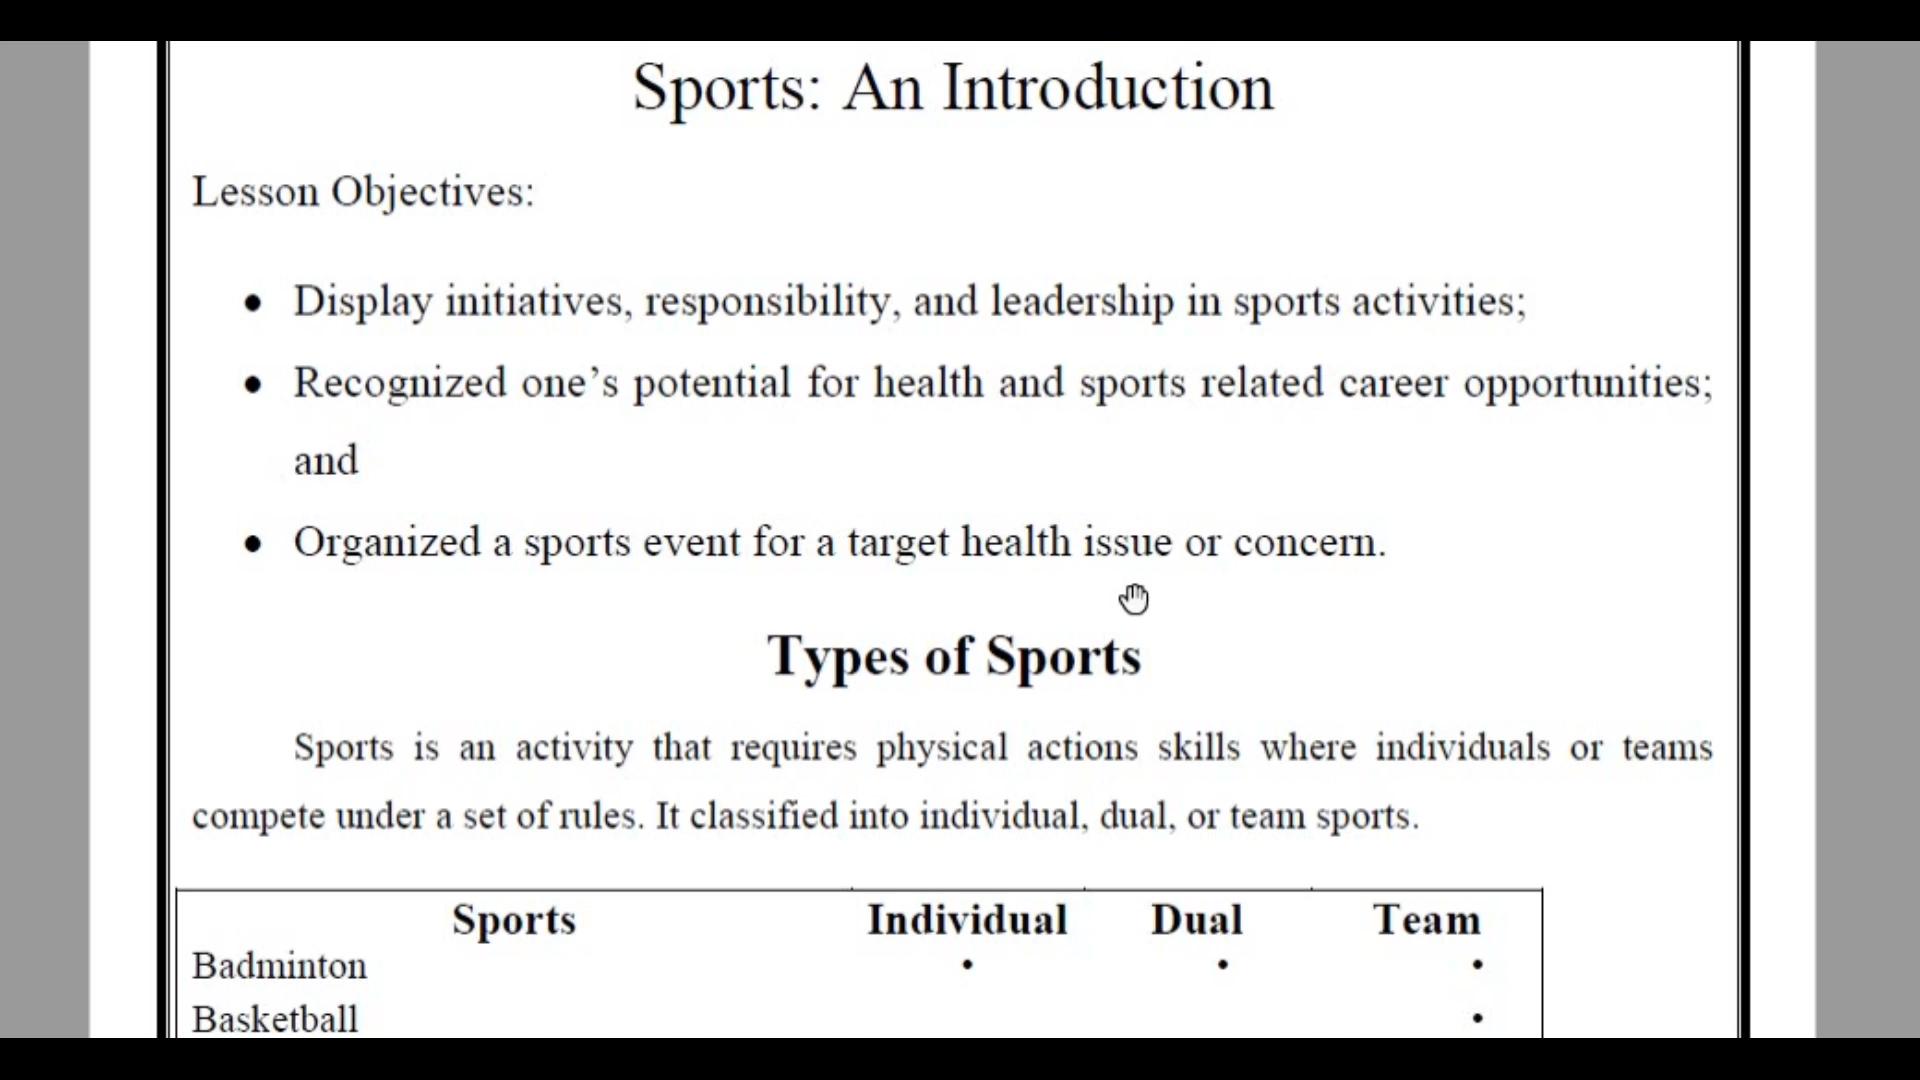 Sports: An Introduction
Lesson Objectives:
● Display initiatives, responsibility, and leadership in sports activities;
● Recognized one’s potential for health and sports related career opportunities;
and
● Organized a sports event for a target health issue or concern.
Types of Sports
Sports is an activity that requires physical actions skills where individuals or teams
compete under a set of rules. It classified into individual, dual, or team sports.
Sports Individual Dual Team
Badminton • • •
Basketball •